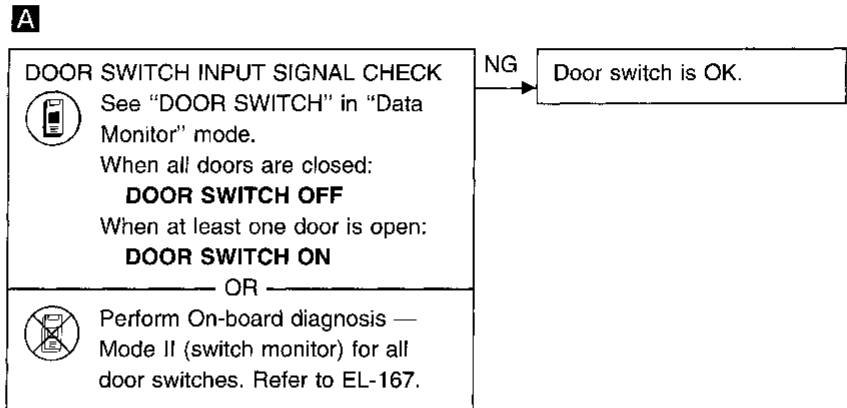 A
DOOR SWITCH INPUT SIGNAL CHECK
See “DOOR SWITCH” in “Data
Monitor” mode.
When all doors are closed:
DOOR SWITCH OFF
When at least one door is open:
DOOR SWITCH ON
OR
Perform On-board diagnosis —
Mode II (switch monitor) for all
door switches. Refer to EL-167.
NG
Door switch is OK.